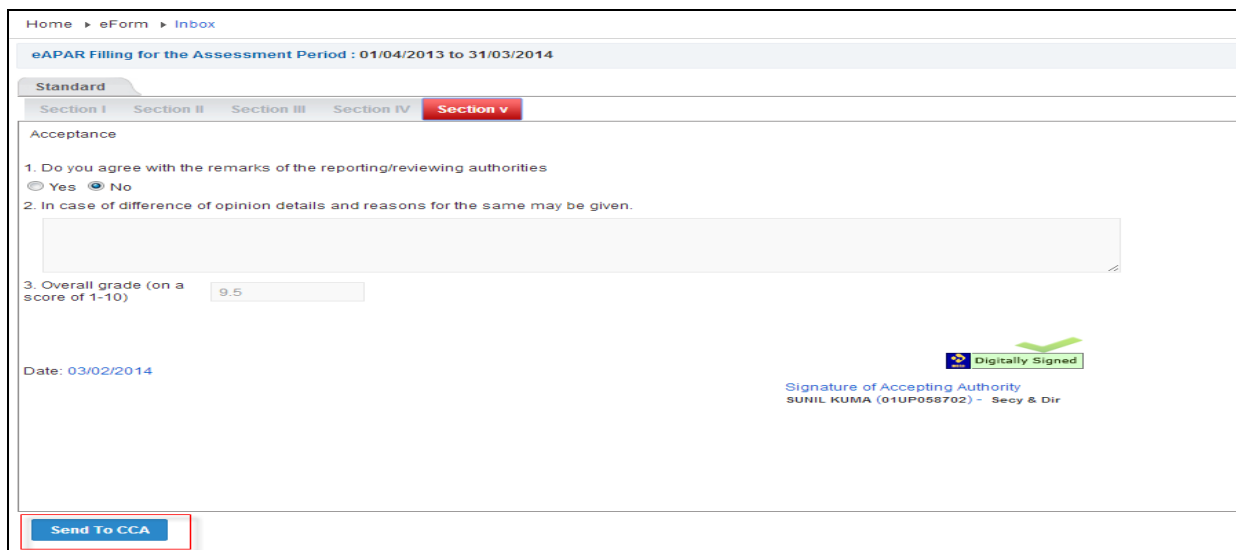 Home ▸ eForm ▸ Inbox
eAPAR Filling for the Assessment Period : 01/04/2013 to 31/03/2014
Standard
Section I Section II Section III Section IV Section v
Acceptance
1. Do you agree with the remarks of the reporting/reviewing authorities
Yes No
2. In case of difference of opinion details and reasons for the same may be given.
3. Overall grade (on a
score of 1-10)
9.5
Digitally Signed
Date: 03/02/2014
Signature of Accepting Authority
SUNIL KUMA (01UP058702) - Secy & Dir
Send To CCA